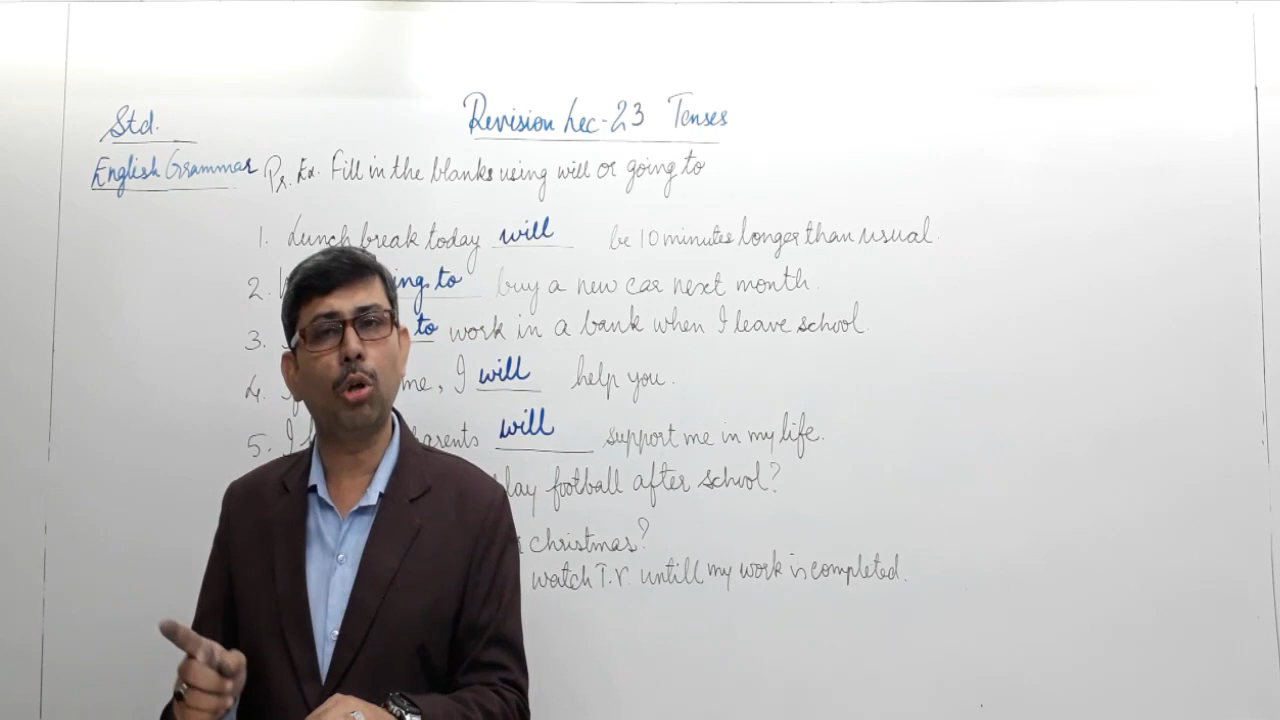 Std.
Revision Lec-23 Tenses
English Grammar
Pr. Ex. Fill in the blanks using will or going to
1. Lunch break today will be 10 minutes longer than usual.
2. ing to buy a new car next month.
3. to work in a bank when I leave school.
4. me, I will help you.
5. I will support me in my life.
football after school?
christmas?
watch T.V untill my work is completed.